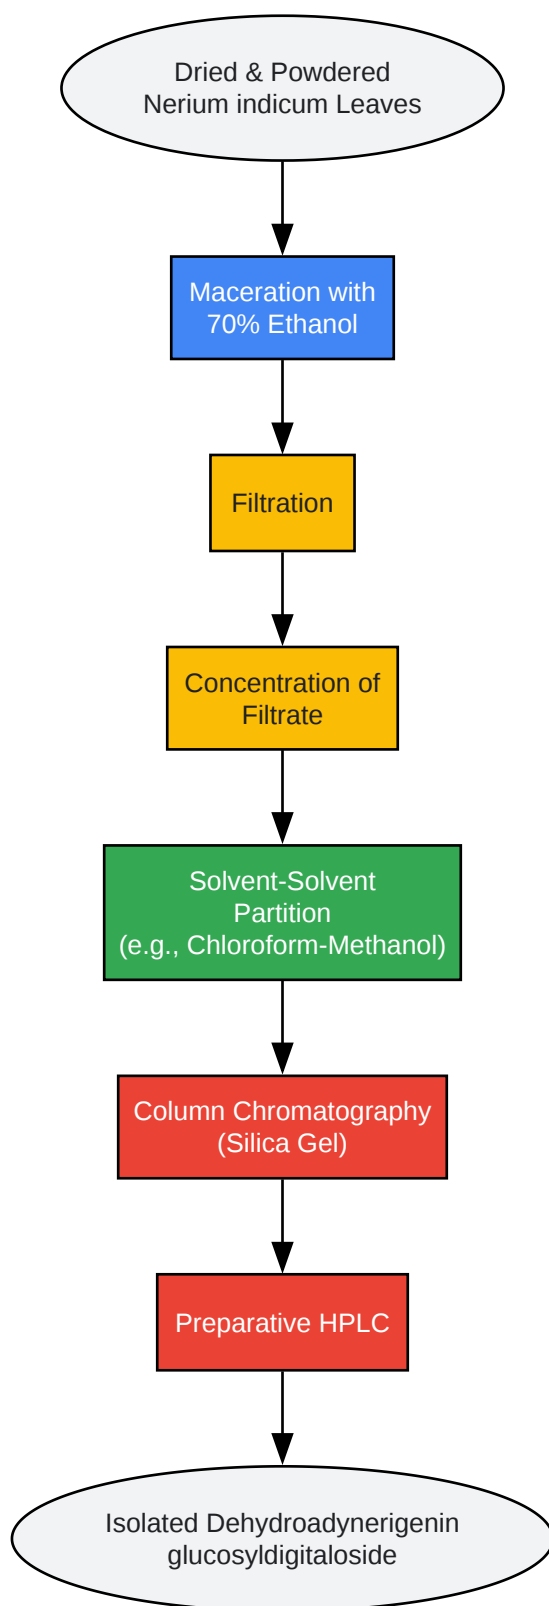 Dried & Powdered
Nerium indicum Leaves
Maceration with
70% Ethanol
Filtration
Concentration of
Filtrate
Solvent-Solvent
Partition
(e.g., Chloroform-Methanol)
Column Chromatography
(Silica Gel)
Preparative HPLC
Isolated Dehydroadynerigenin
glucosyldigitaloside